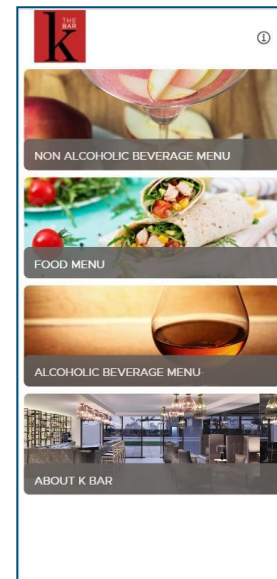 THE
BAR
k
NON ALCOHOLIC BEVERAGE MENU
FOOD MENU
ALCOHOLIC BEVERAGE MENU
ABOUT K BAR